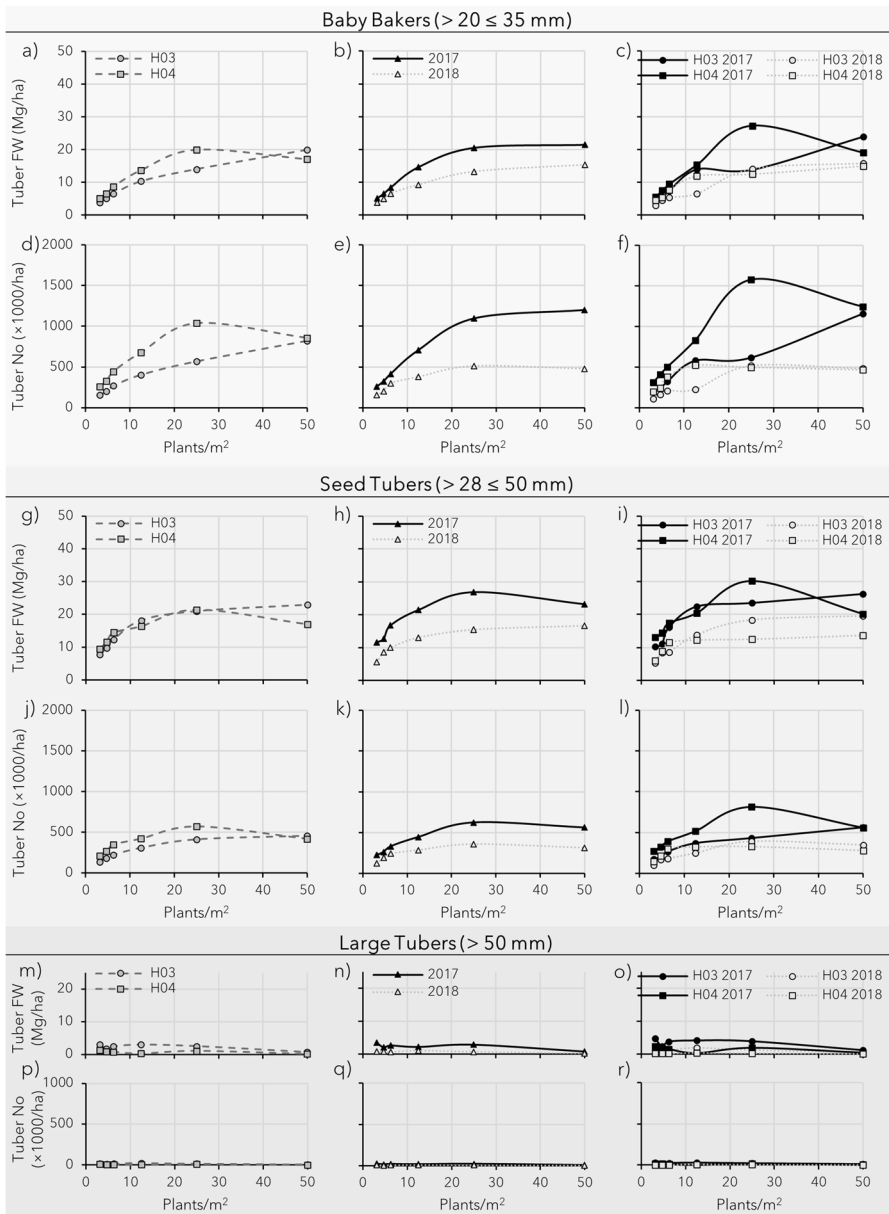 Baby Bakers (> 20 ≤ 35 mm)
a) b) c)
50 40 30 20 10 0
Tuber FW (Mg/ha)
H03
H04
2017
2018
H03 2017 H03 2018
H04 2017 H04 2018
0 10 20 30 40 50
d) e) f)
2000 1500 1000 500 0
Tuber No (×1000/ha)
0 10 20 30 40 50
0 10 20 30 40 50
0 10 20 30 40 50
Plants/m² Plants/m² Plants/m²
Seed Tubers (> 28 ≤ 50 mm)
g) h) i)
50 40 30 20 10 0
Tuber FW (Mg/ha)
H03
H04
2017
2018
H03 2017 H03 2018
H04 2017 H04 2018
j) k) l)
2000 1500 1000 500 0
Tuber No (×1000/ha)
0 10 20 30 40 50
0 10 20 30 40 50
0 10 20 30 40 50
Plants/m² Plants/m² Plants/m²
Large Tubers (> 50 mm)
m) n) o)
20 10 0
Tuber FW
(Mg/ha)
H03
H04
2017
2018
H03 2017 H03 2018
H04 2017 H04 2018
p) q) r)
1000 500 0
Tuber No
(×1000/ha)
0 10 20 30 40 50
0 10 20 30 40 50
0 10 20 30 40 50
Plants/m² Plants/m² Plants/m²